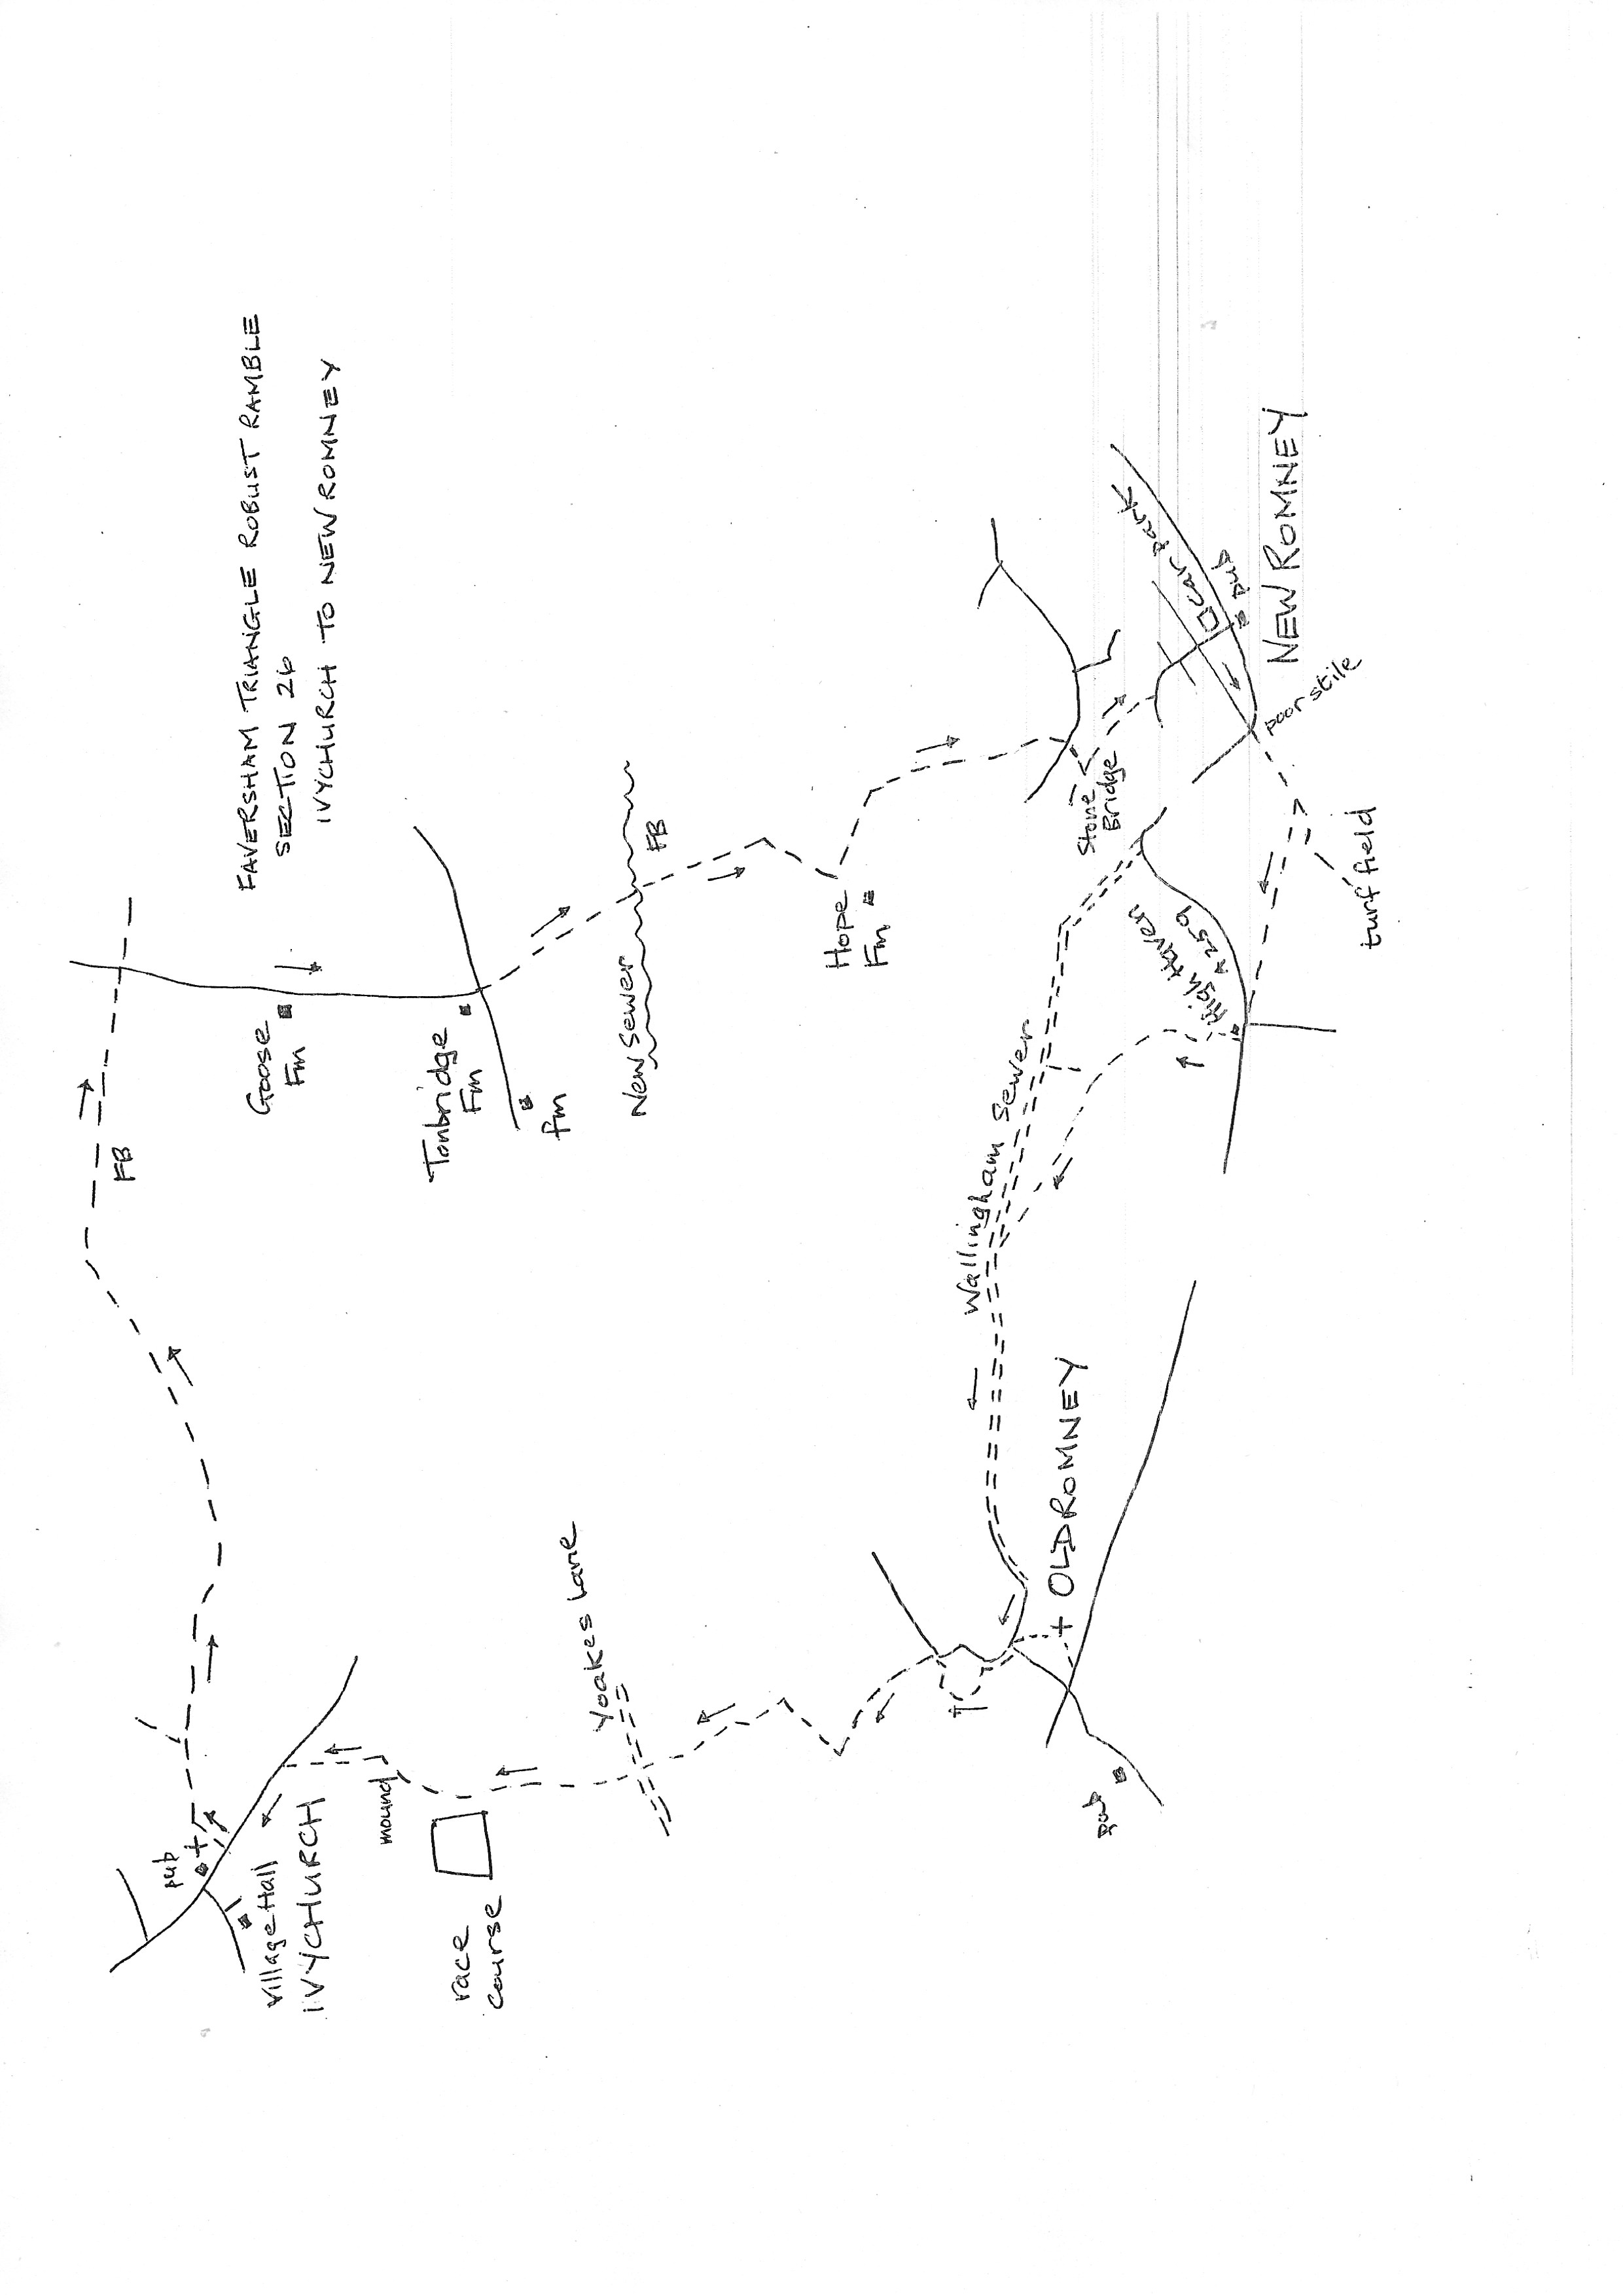 FAVERSHAM TRIANGLE ROBUST RAMBLE
SECTION 26
IVYCHURCH TO NEW ROMNEY
pub
Village Hall
IVYCHURCH
mound
race
course
Yoakes Lane
FB
Goose
Fm
Tonbridge
Fm
fm
New Sewer
FB
Hope
Fm
Stone
Bridge
car park
pub
NEW ROMNEY
poor stile
turf field
High Haven
A259
Wallingham Sewer
OLD ROMNEY
pub